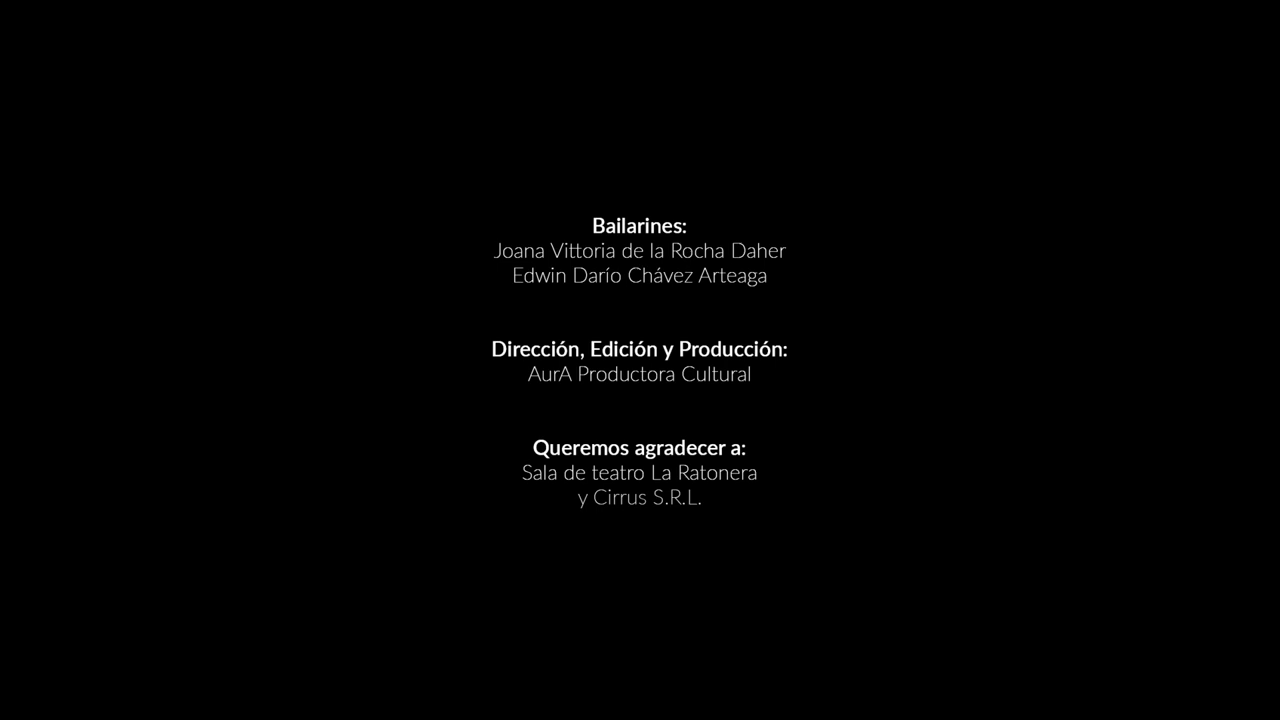 Bailarines:
Joana Vittoria de la Rocha Daher
Edwin Darío Chávez Arteaga
Dirección, Edición y Producción:
AurA Productora Cultural
Queremos agradecer a:
Sala de teatro La Ratonera
y Cirrus S.R.L.